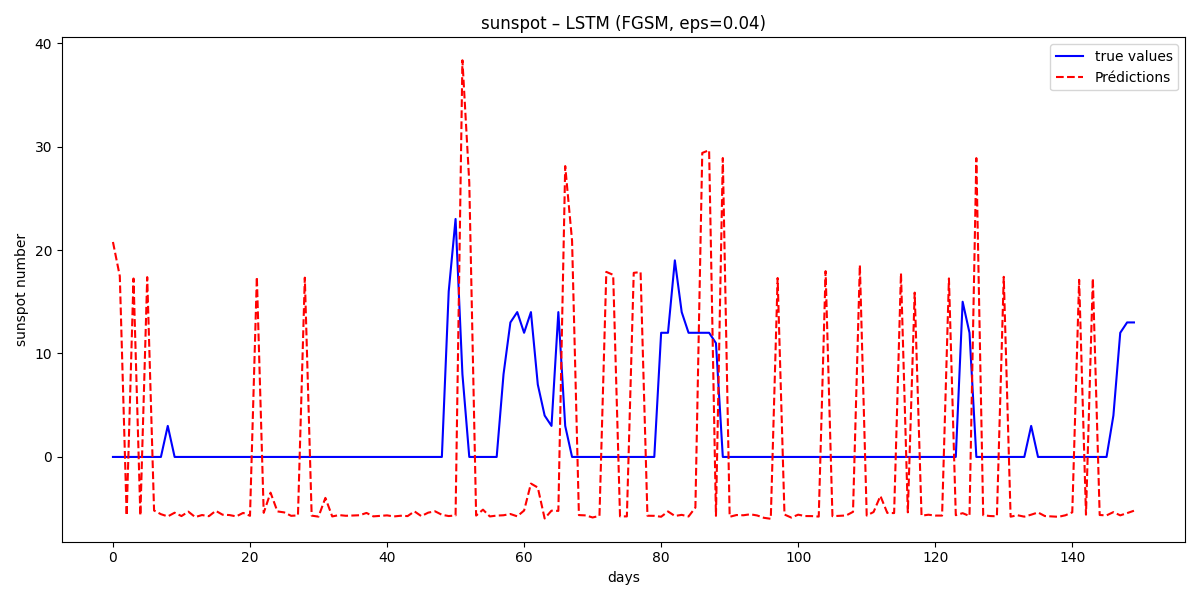 sunspot – LSTM (FGSM, eps=0.04)
true values
Prédictions
sunspot number
40
30
20
10
0
0 20 40 60 80 100 120 140
days